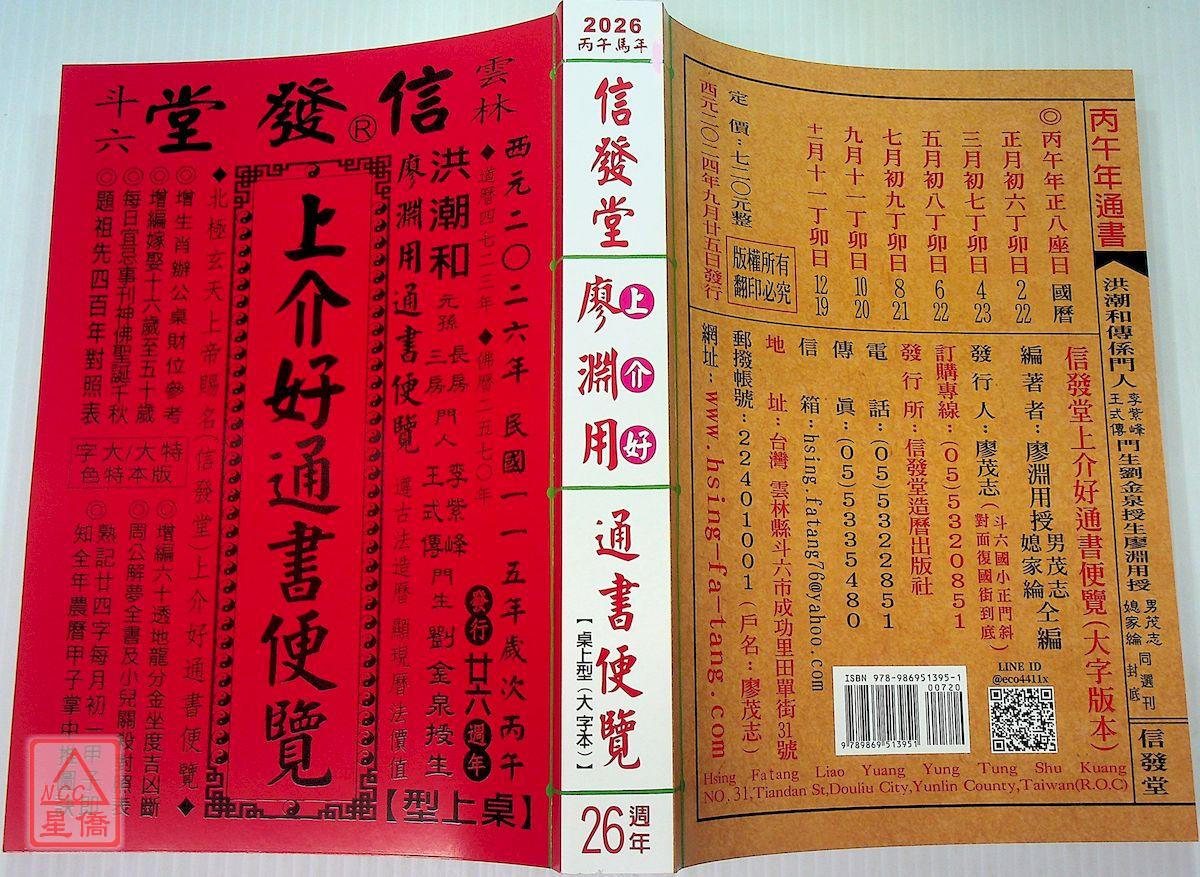 雲林
信發堂®
斗六
西元二〇二六年 民國一一五年歲次丙午
◆道曆四七二三年 ◆佛曆二五七〇年
發行廿六週年
洪潮和
元孫 長房 三房 門人 李紫峰 王式傳 門生 劉金泉授生
廖淵用通書便覽
遵古法造曆 顯現曆法價值
【桌上型】
上介好通書便覽
◆北極玄天上帝賜名(信發堂)上介好通書便覽◆
◎增生肖辦公桌財位參考
◎增編嫁娶十六歲至五十歲
◎每日宜忌事刊神佛聖誕千秋
◎題祖先四百年對照表
特大字版
大本特色
◎增編六十透地龍分金坐度吉凶斷
◎周公解夢全書及小兒關殺對照表
◎熟記廿四字每月初一
知全年農曆甲子掌中
NCC
星僑
2026
丙午馬年
信發堂
廖淵用
上介好
通書便覽
【桌上型(大字本)】
26週年
丙午年通書
洪潮和傳係門人 李紫峰 王式傳 門生劉金泉授生廖淵用授 男茂志 媳家綸 同選刊 封底
信發堂
◎丙午年正八座日 國曆
正月初六丁卯日 2 22
三月初七丁卯日 4 23
五月初八丁卯日 6 22
七月初九丁卯日 8 21
九月十一丁卯日 10 20
十一月十一丁卯日 12 19
定價:七二〇元整
西元二〇二四年九月廿五日發行
版權所有
翻印必究
信發堂上介好通書便覽(大字版本)
編著者:廖淵用授 男茂志 媳家綸 仝編
發行人:廖茂志(斗六國小正門斜對面復國街到底)
訂購專線:(05)5320851
發行所:信發堂造曆出版社
電話:(05)5322851
傳真:(05)5335480
信箱:hsing.fatang76@yahoo.com
地址:台灣 雲林縣斗六市成功里田單街31號
郵撥帳號:22401001(戶名:廖茂志)
網址:www.hsing-fa-tang.com
LINE ID
@eco4411x
ISBN 978-986951395-1
00720
9789869513951
Hsing Fatang Liao Yuang Yung Tung Shu Kuang
NO.31,Tiandan St,Douliu City,Yunlin County,Taiwan(R.O.C)